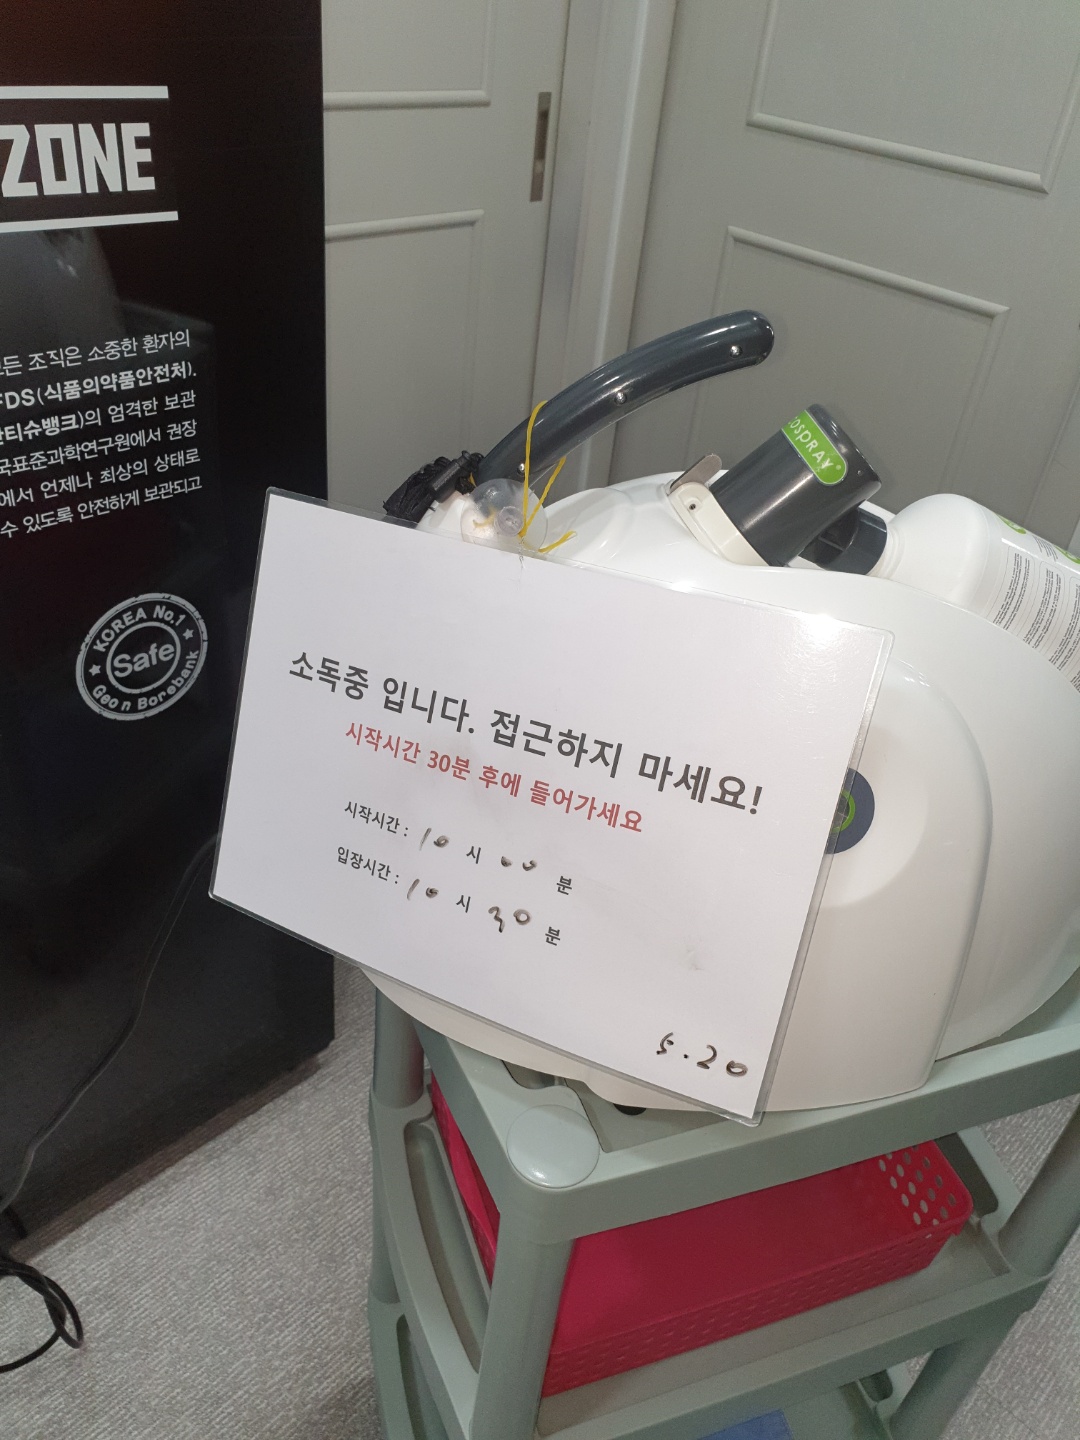 ZONE
조직은 소중한 환자의
DS(식품의약품안전처).
티슈뱅크)의 엄격한 보관
표준과학연구원에서 권장
에서 언제나 최상의 상태로
수 있도록 안전하게 보관되고
KOREA No.1
Safe
Geon Bonebank
SPRAY
소독중 입니다. 접근하지 마세요!
시작시간 30분 후에 들어가세요
시작시간 : 10 시 00 분
입장시간 : 10 시 30 분
5.20